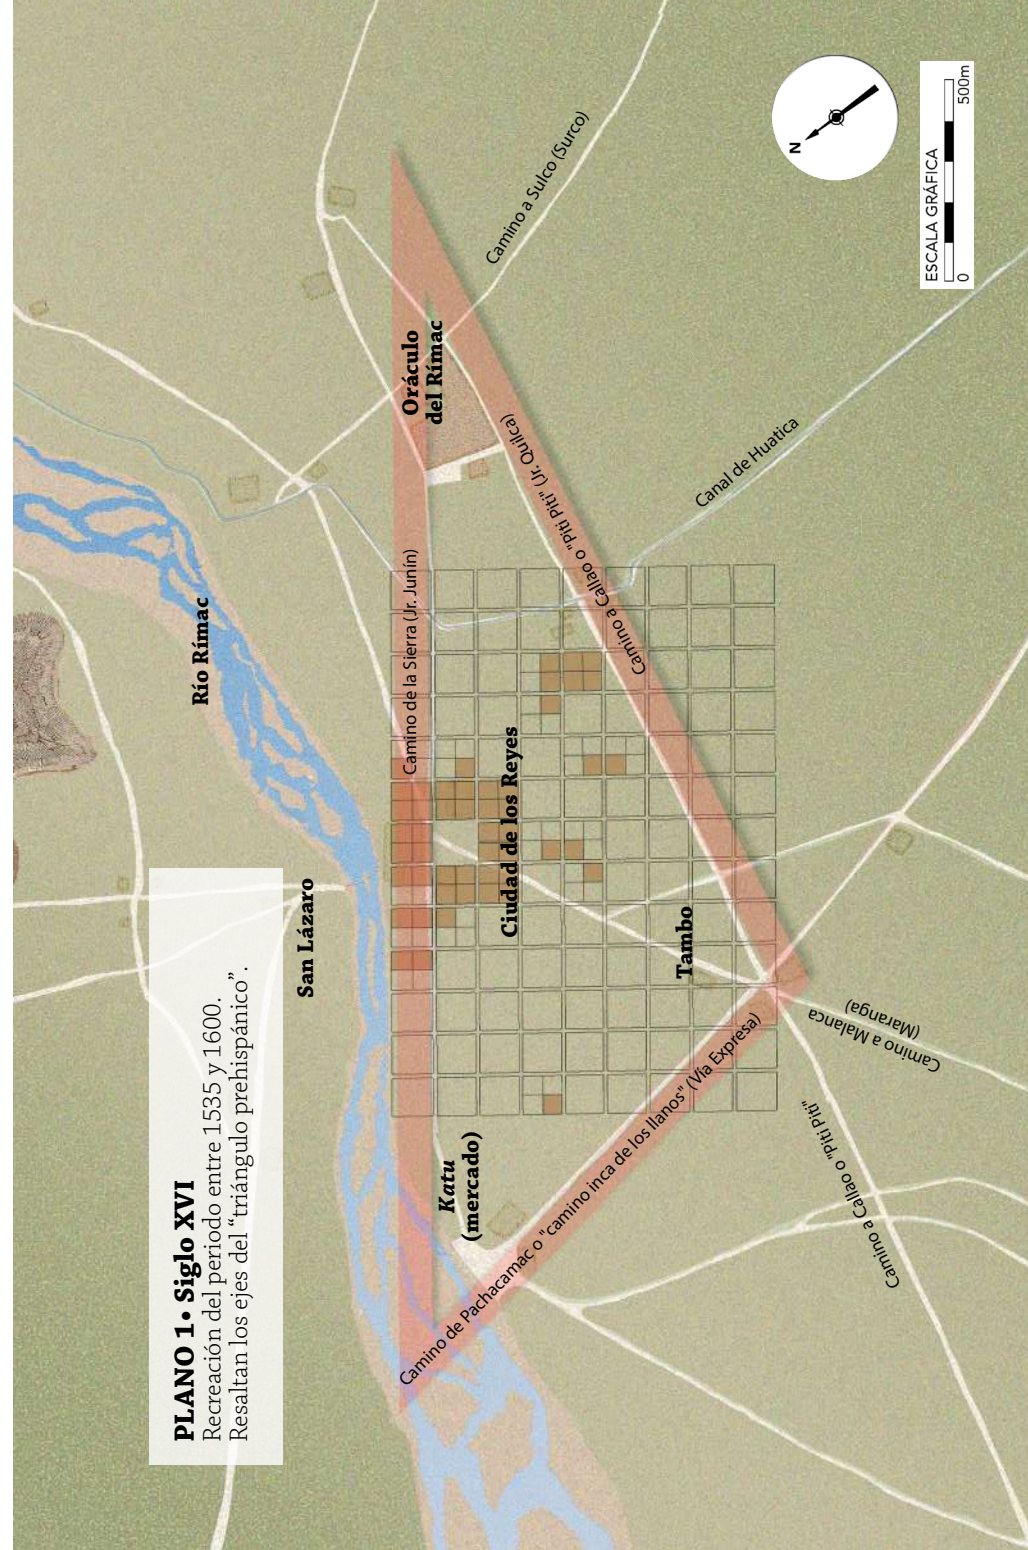 PLANO 1 • Siglo XVI
Recreación del periodo entre 1535 y 1600.
Resaltan los ejes del “triángulo prehispánico”.
San Lázaro
Río Rímac
Camino de la Sierra (Jr. Junín)
Oráculo
del Rímac
Camino a Sulco (Surco)
Katu
(mercado)
Ciudad de los Reyes
Camino a Callao o "Piti Piti" (Jr. Quilca)
Canal de Huatica
Camino de Pachacamac o "camino inca de los llanos" (Vía Expresa)
Tambo
Camino a Malanca
(Maranga)
Camino a Callao o "Piti Piti"
N
ESCALA GRÁFICA
0 500m